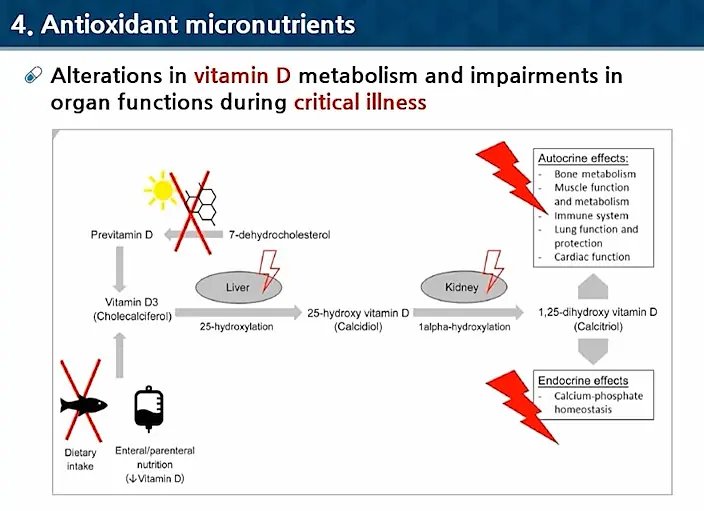 4. Antioxidant micronutrients
Alterations in vitamin D metabolism and impairments in
organ functions during critical illness
Autocrine effects:
- Bone metabolism
- Muscle function
and metabolism
- Immune system
- Lung function and
protection
- Cardiac function
Previtamin D
7-dehydrocholesterol
Liver
Kidney
Vitamin D3
(Cholecalciferol)
25-hydroxylation
25-hydroxy vitamin D
(Calcidiol)
1alpha-hydroxylation
1,25-dihydroxy vitamin D
(Calcitriol)
Endocrine effects
- Calcium-phosphate
homeostasis
Dietary
intake
Enteral/parenteral
nutrition
(↓Vitamin D)